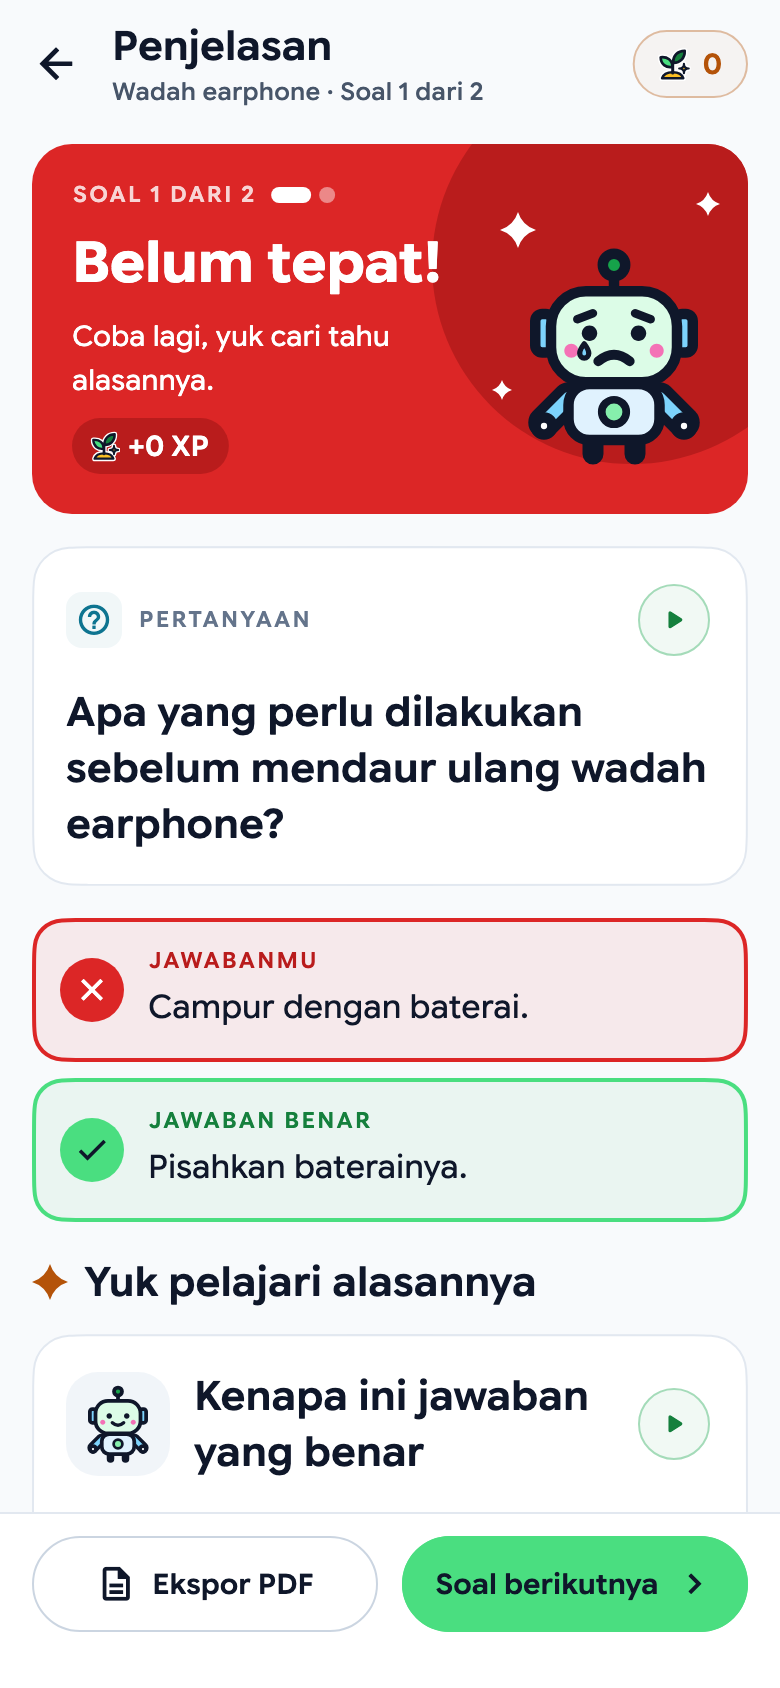 Penjelasan
Wadah earphone · Soal 1 dari 2
0
SOAL 1 DARI 2
Belum tepat!
Coba lagi, yuk cari tahu
alasannya.
+0 XP
PERTANYAAN
Apa yang perlu dilakukan
sebelum mendaur ulang wadah
earphone?
JAWABANMU
Campur dengan baterai.
JAWABAN BENAR
Pisahkan baterainya.
Yuk pelajari alasannya
Kenapa ini jawaban
yang benar
Ekspor PDF
Soal berikutnya